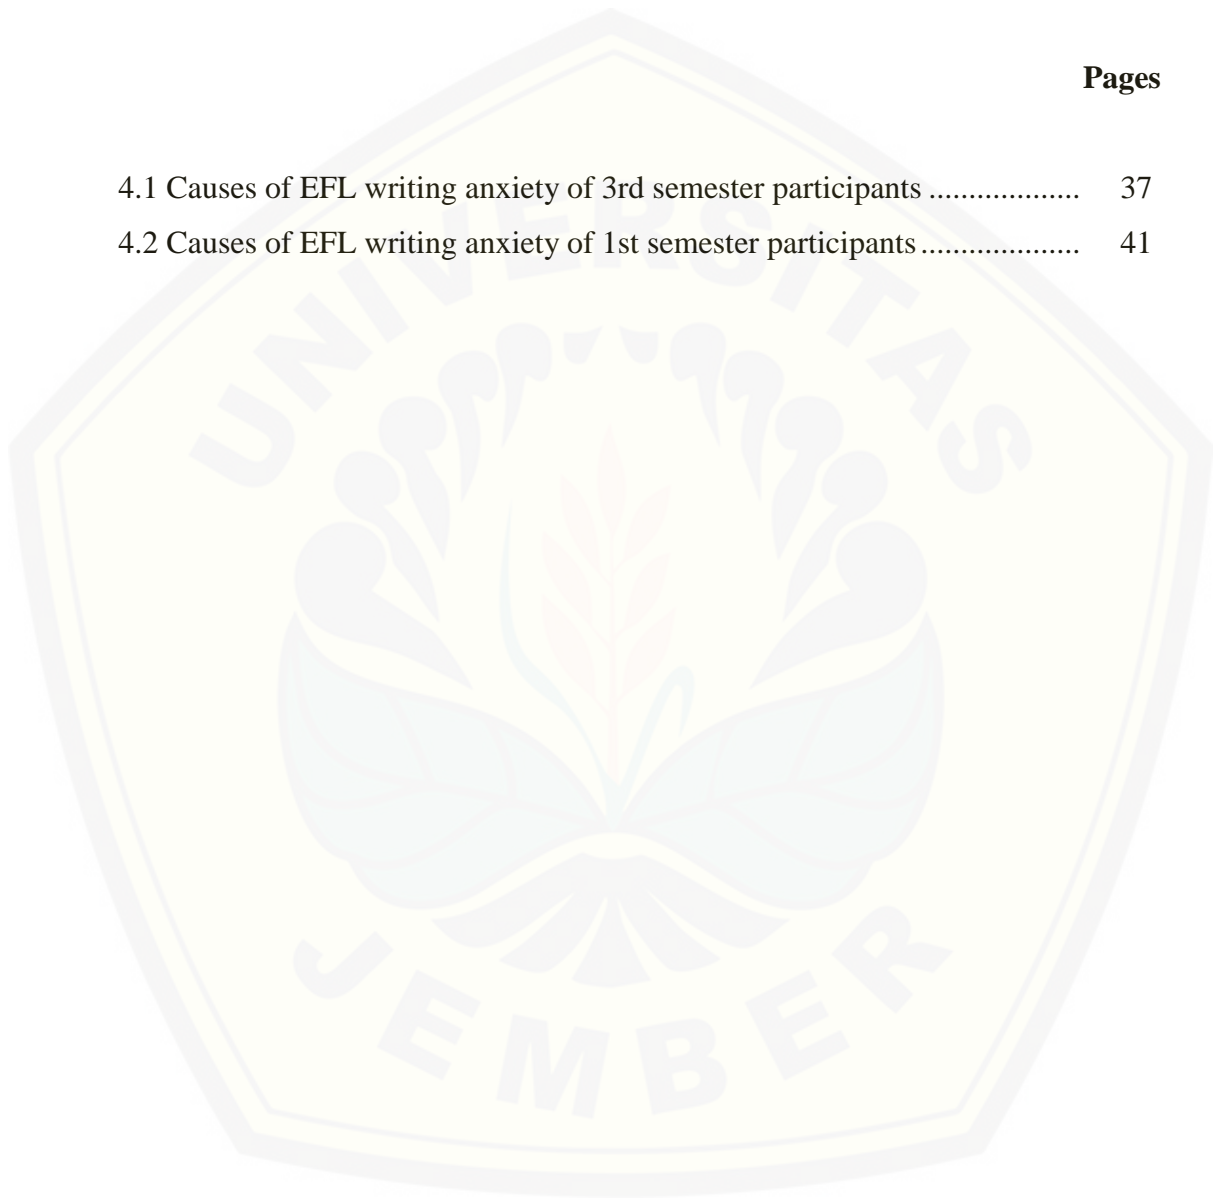 Pages
4.1 Causes of EFL writing anxiety of 3rd semester participants ................... 37
4.2 Causes of EFL writing anxiety of 1st semester participants .................... 41
UNIVERSITAS
JEMBER